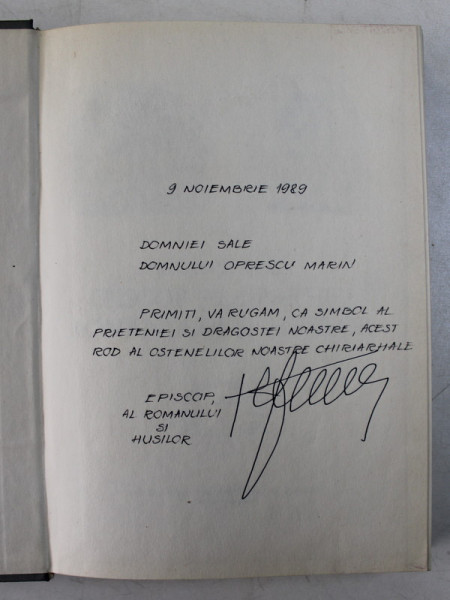 9 NOIEMBRIE 1989
DOMNIEI SALE
DOMNULUI OPRESCU MARIN
PRIMITI, VA RUGAM, CA SIMBOL AL
PRIETENIEI SI DRAGOSTEI NOASTRE, ACEST
ROD AL OSTENELILOR NOASTRE CHIRIARHALE
EPISCOP,
AL ROMANULUI
SI
HUSILOR